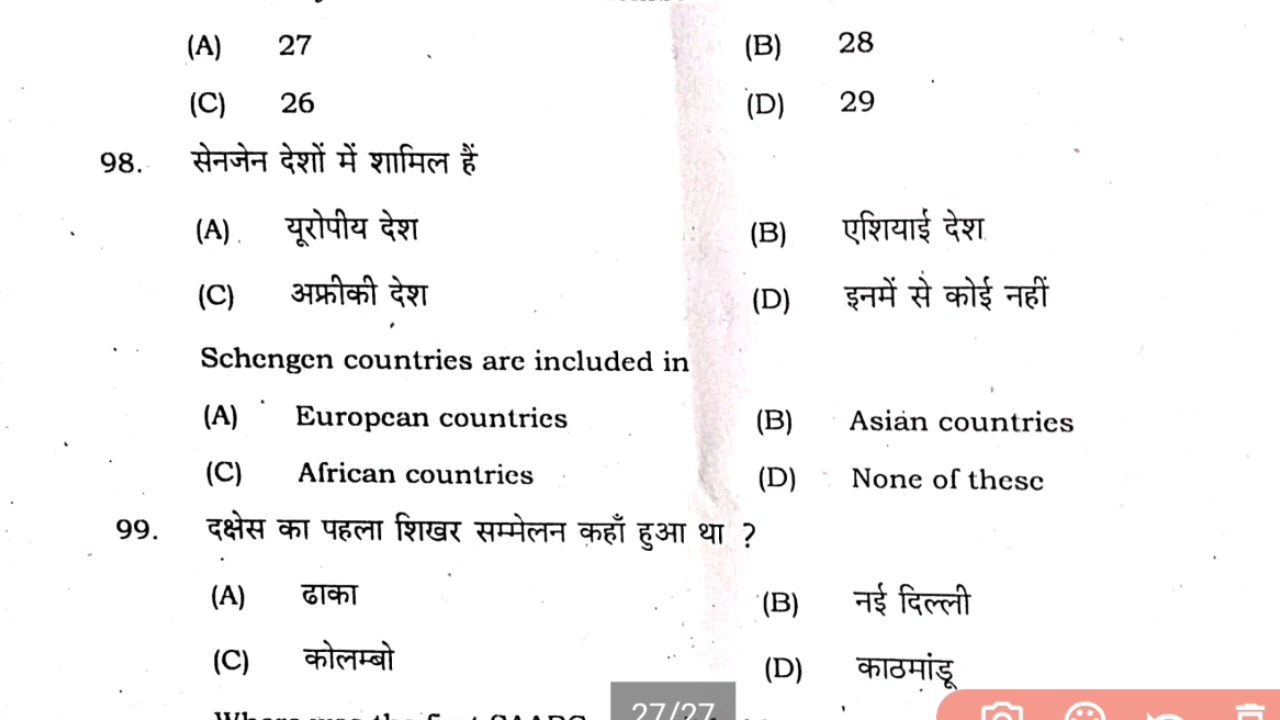 (A) 27 (B) 28
(C) 26 (D) 29
98. सेनजेन देशों में शामिल हैं
(A) यूरोपीय देश (B) एशियाई देश
(C) अफ्रीकी देश (D) इनमें से कोई नहीं
Schengen countries are included in
(A) European countries (B) Asian countries
(C) African countries (D) None of these
99. दक्षेस का पहला शिखर सम्मेलन कहाँ हुआ था ?
(A) ढाका (B) नई दिल्ली
(C) कोलम्बो (D) काठमांडू
27/27